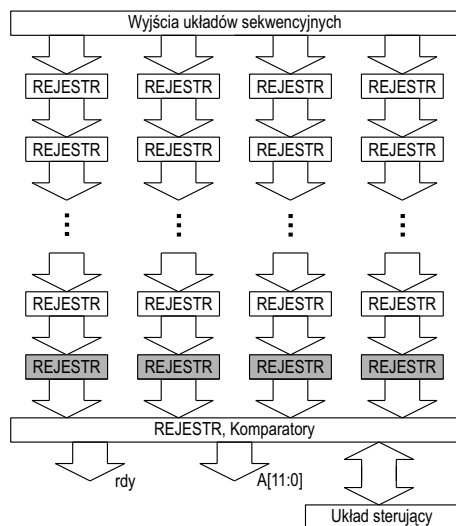 Wyjścia układów sekwencyjnych
REJESTR REJESTR REJESTR REJESTR
REJESTR REJESTR REJESTR REJESTR
REJESTR REJESTR REJESTR REJESTR
REJESTR REJESTR REJESTR REJESTR
REJESTR, Komparatory
rdy A[11:0]
Układ sterujący